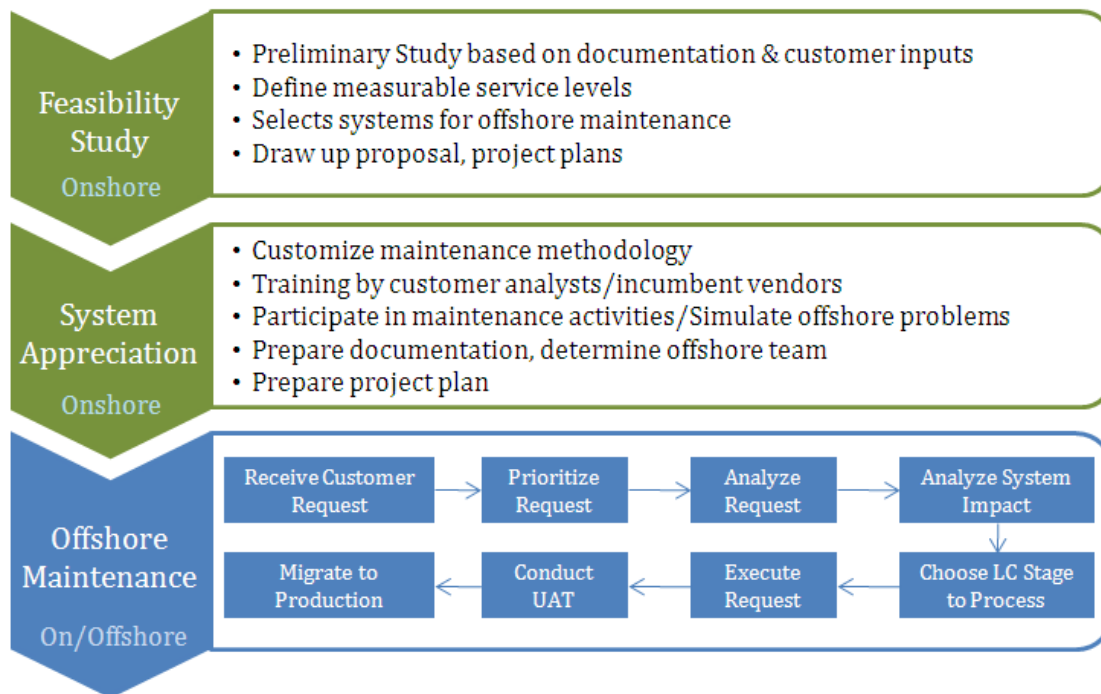 Feasibility
Study
Onshore
• Preliminary Study based on documentation & customer inputs
• Define measurable service levels
• Selects systems for offshore maintenance
• Draw up proposal, project plans
System
Appreciation
Onshore
• Customize maintenance methodology
• Training by customer analysts/incumbent vendors
• Participate in maintenance activities/Simulate offshore problems
• Prepare documentation, determine offshore team
• Prepare project plan
Offshore
Maintenance
On/Offshore
Receive Customer
Request
Prioritize
Request
Analyze
Request
Analyze System
Impact
Choose LC Stage
to Process
Execute
Request
Conduct
UAT
Migrate to
Production